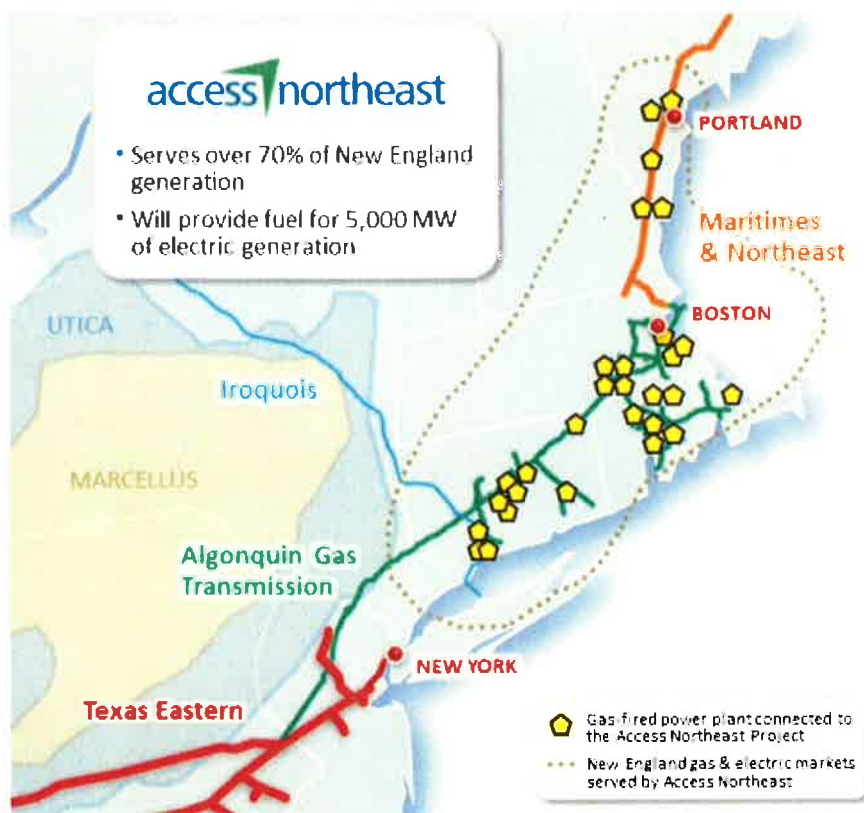 access northeast
• Serves over 70% of New England
generation
• Will provide fuel for 5,000 MW
of electric generation
PORTLAND
Maritimes
& Northeast
BOSTON
UTICA
Iroquois
MARCELLUS
Algonquin Gas
Transmission
NEW YORK
Texas Eastern
Gas-fired power plant connected to
the Access Northeast Project
New England gas & electric markets
served by Access Northeast